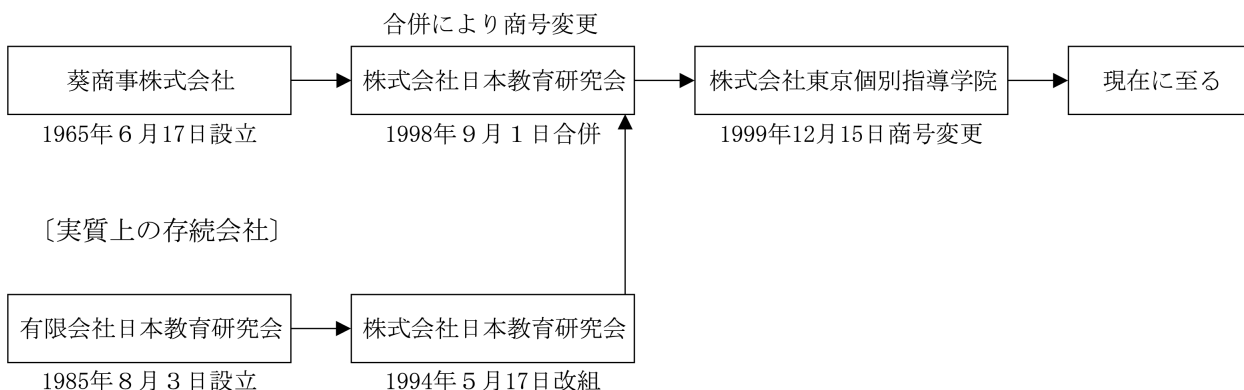 合併により商号変更
葵商事株式会社
株式会社日本教育研究会
株式会社東京個別指導学院
現在に至る
1965年6月17日設立
1998年9月1日合併
1999年12月15日商号変更
〔実質上の存続会社〕
有限会社日本教育研究会
株式会社日本教育研究会
1985年8月3日設立
1994年5月17日改組